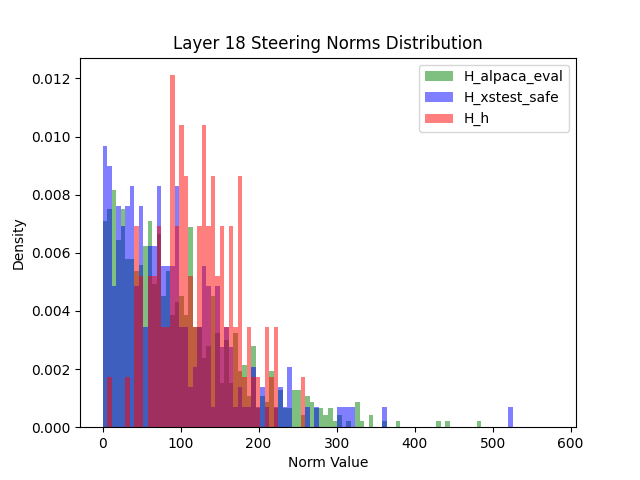 Layer 18 Steering Norms Distribution
H_alpaca_eval
H_xstest_safe
H_h
Density
0.012
0.010
0.008
0.006
0.004
0.002
0.000
0 100 200 300 400 500 600
Norm Value